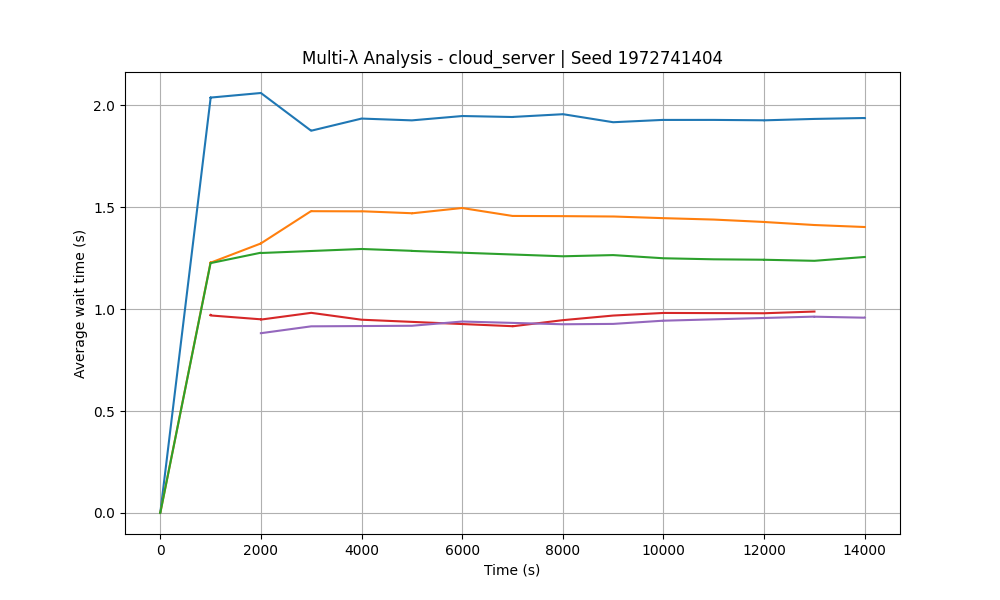 Multi-λ Analysis - cloud_server | Seed 1972741404
Average wait time (s)
2.0
1.5
1.0
0.5
0.0
0 2000 4000 6000 8000 10000 12000 14000
Time (s)